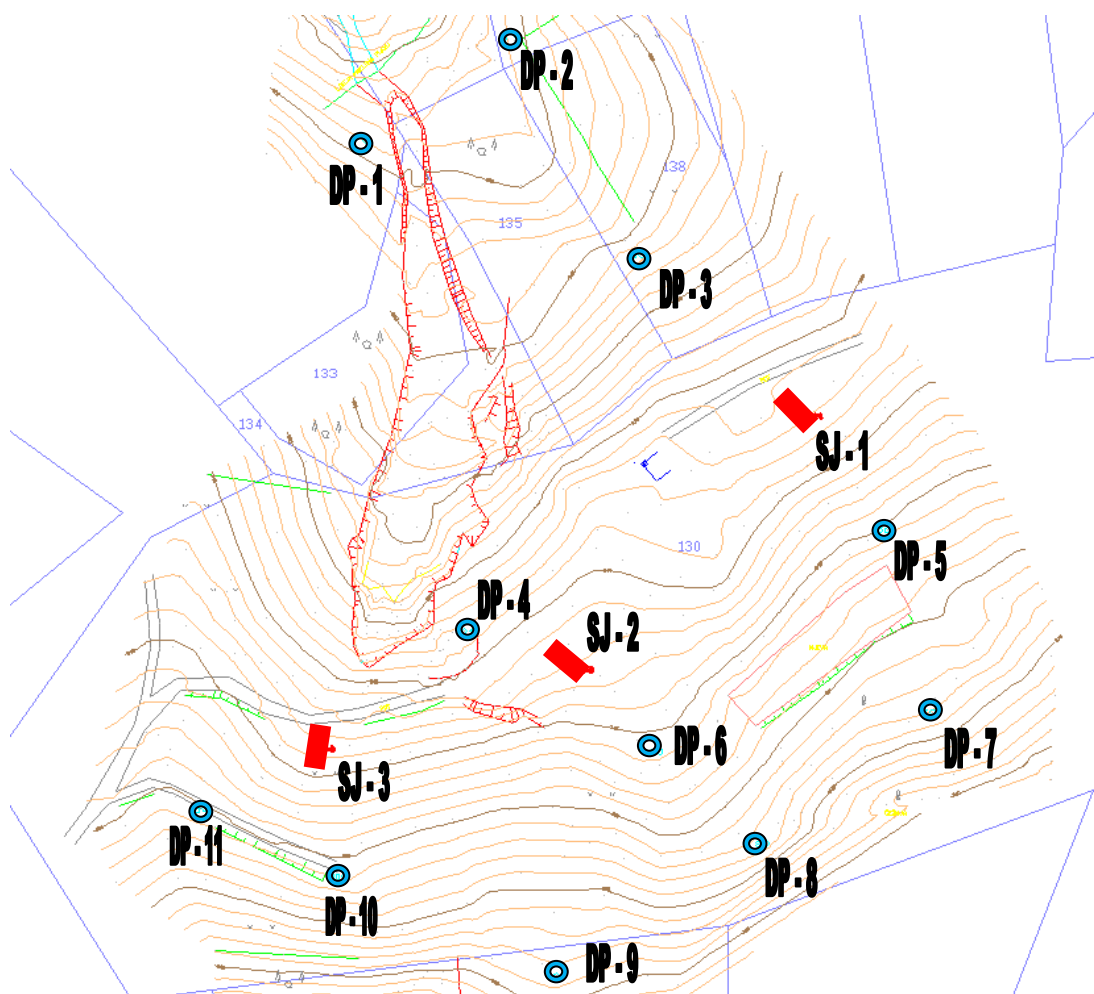 DP - 2
DP - 1
138
135
DP - 3
133
134
SJ - 1
130
DP - 5
DP - 4
SJ - 2
DP - 6
DP - 7
SJ - 3
DP - 11
DP - 8
DP - 10
DP - 9